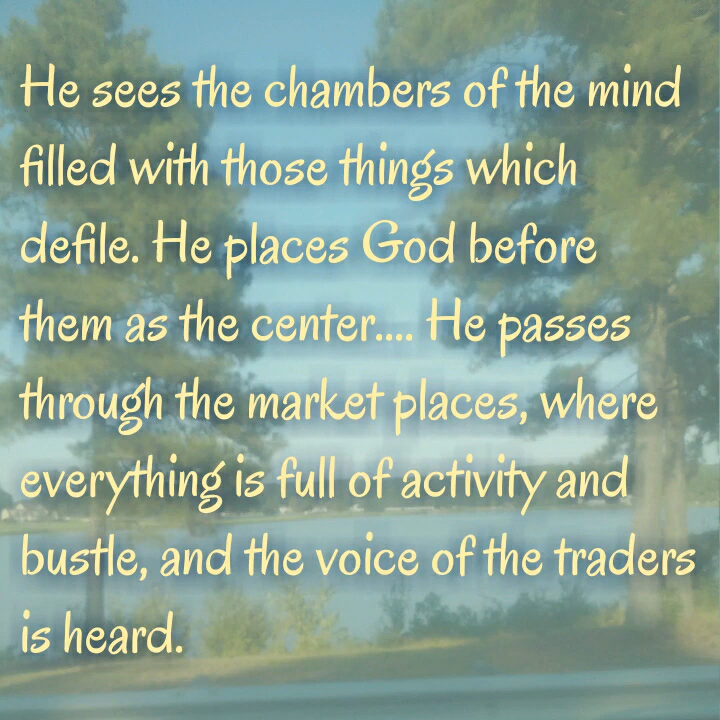 He sees the chambers of the mind
filled with those things which
defile. He places God before
them as the center.... He passes
through the market places, where
everything is full of activity and
bustle, and the voice of the traders
is heard.